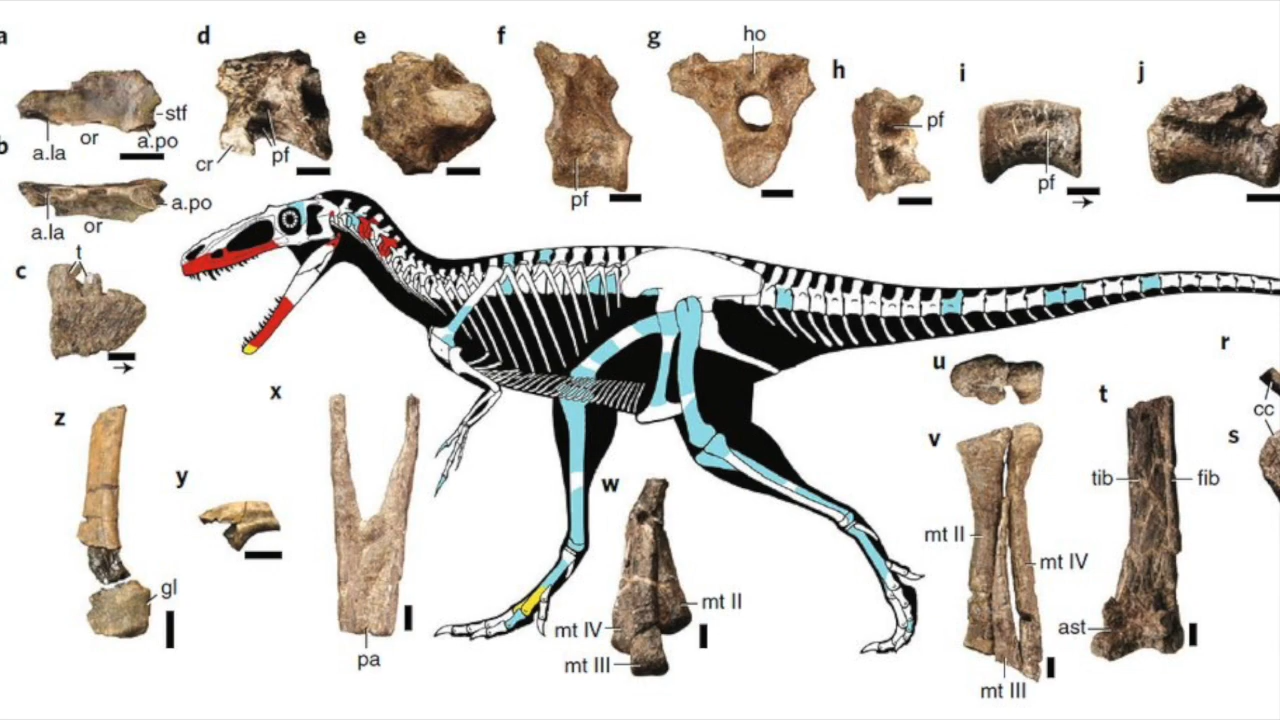 a
stf
or
a.la
a.po
b
a.po
a.la
or
c
t
d
cr
pf
e
f
pf
g
ho
h
pf
i
pf
j
z
gl
y
x
pa
w
mt II
mt IV
mt III
u
v
mt II
mt IV
mt III
t
tib
fib
ast
r
cc
s